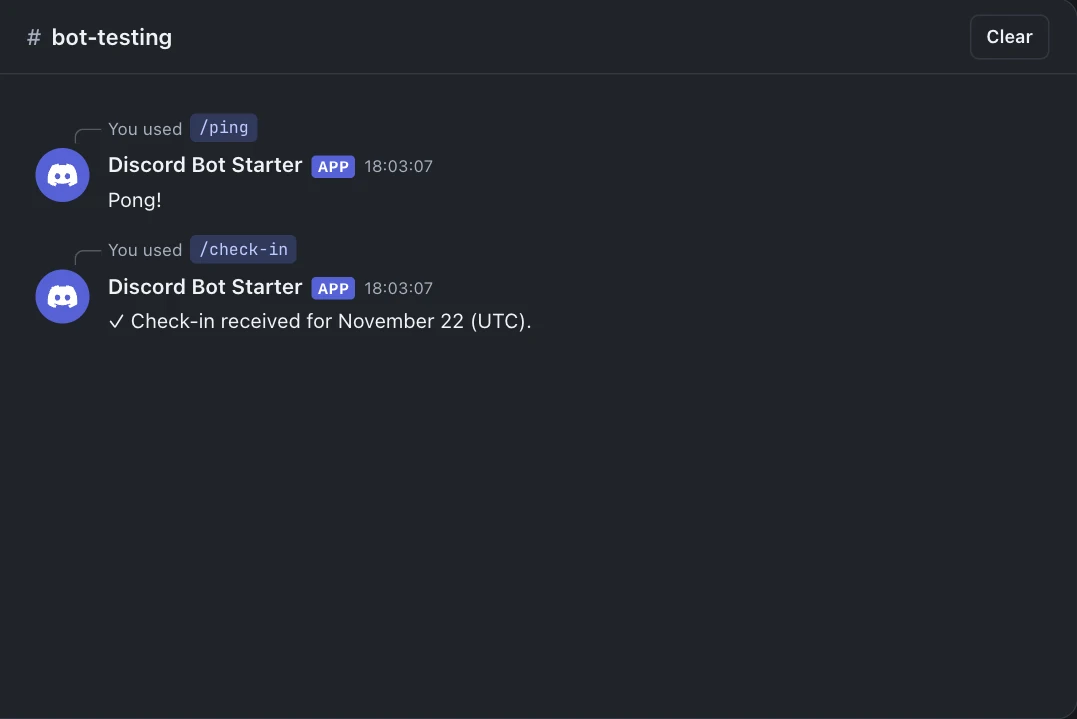 # bot-testing
Clear
You used /ping
Discord Bot Starter APP 18:03:07
Pong!
You used /check-in
Discord Bot Starter APP 18:03:07
✓ Check-in received for November 22 (UTC).